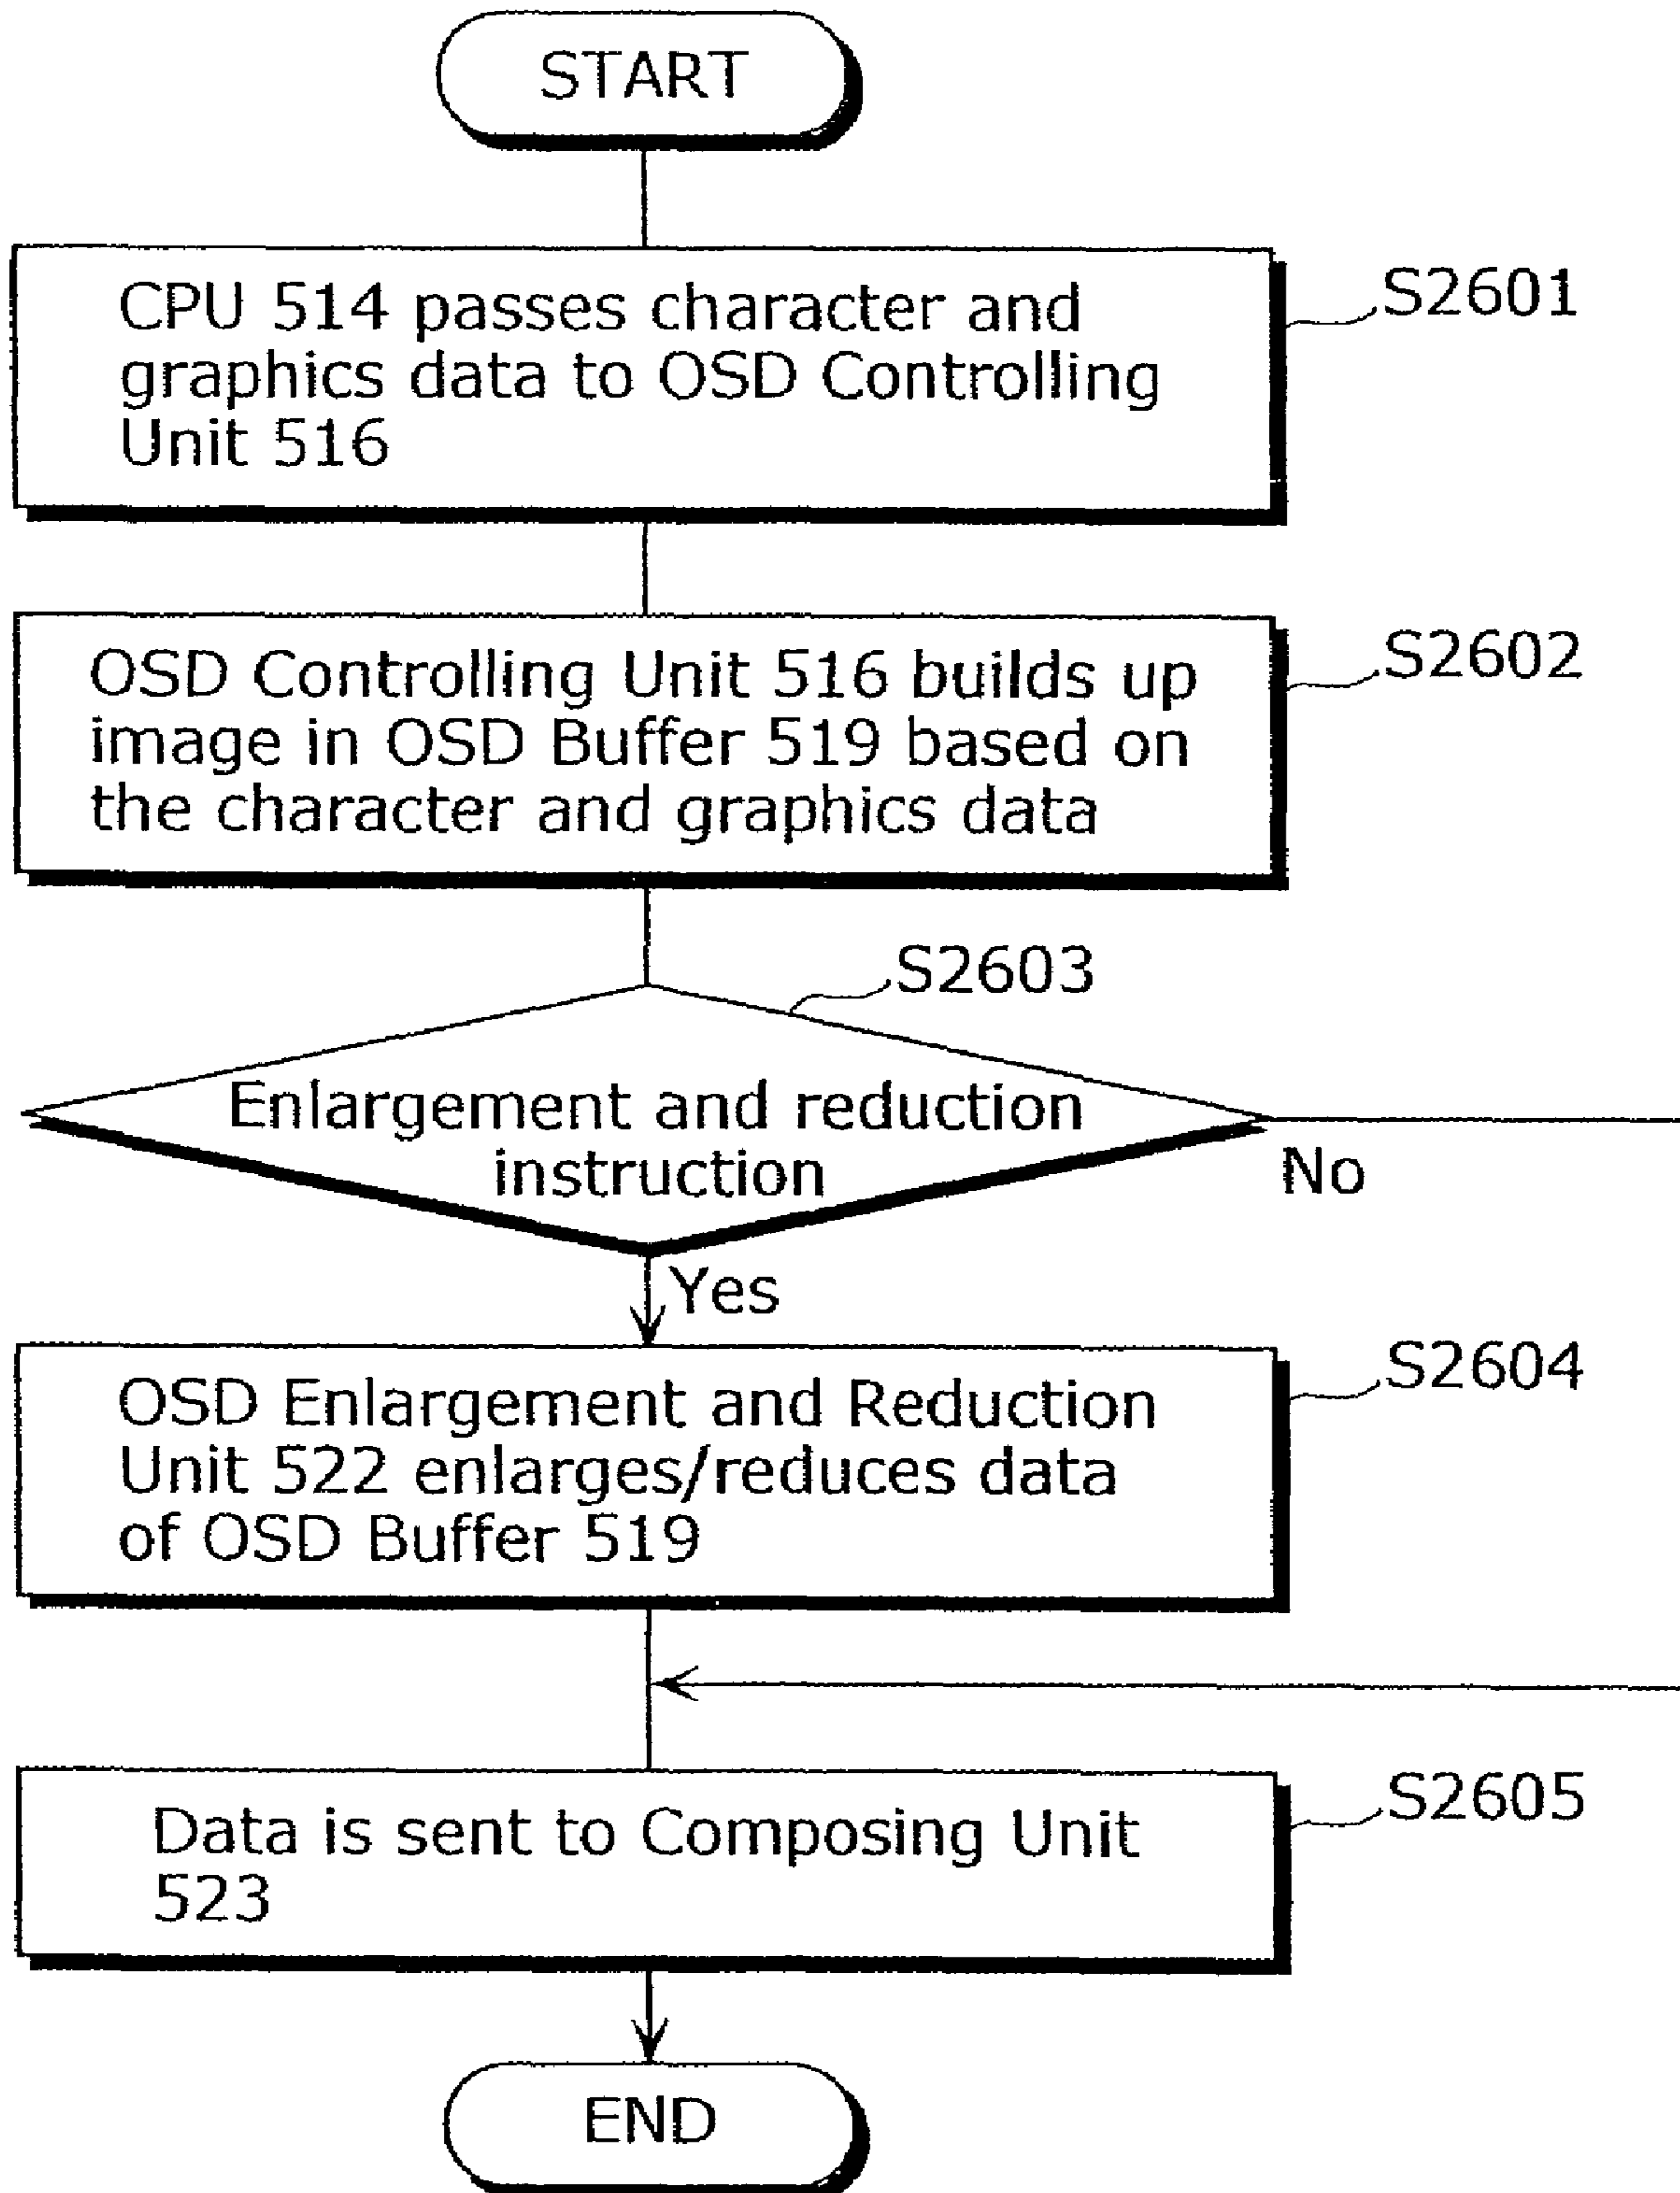 START
CPU 514 passes character and
graphics data to OSD Controlling
Unit 516
S2601
OSD Controlling Unit 516 builds up
image in OSD Buffer 519 based on
the character and graphics data
S2602
S2603
Enlargement and reduction
instruction
No
Yes
OSD Enlargement and Reduction
Unit 522 enlarges/reduces data
of OSD Buffer 519
S2604
Data is sent to Composing Unit
523
S2605
END